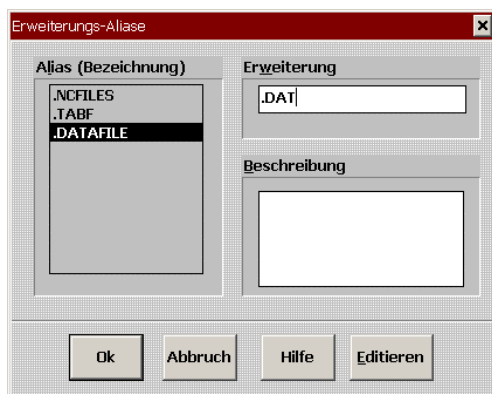 Erweiterungs-Aliase
Alias (Bezeichnung)
.NCFILES
.TABF
.DATAFILE
Erweiterung
.DAT
Beschreibung
Ok
Abbruch
Hilfe
Editieren